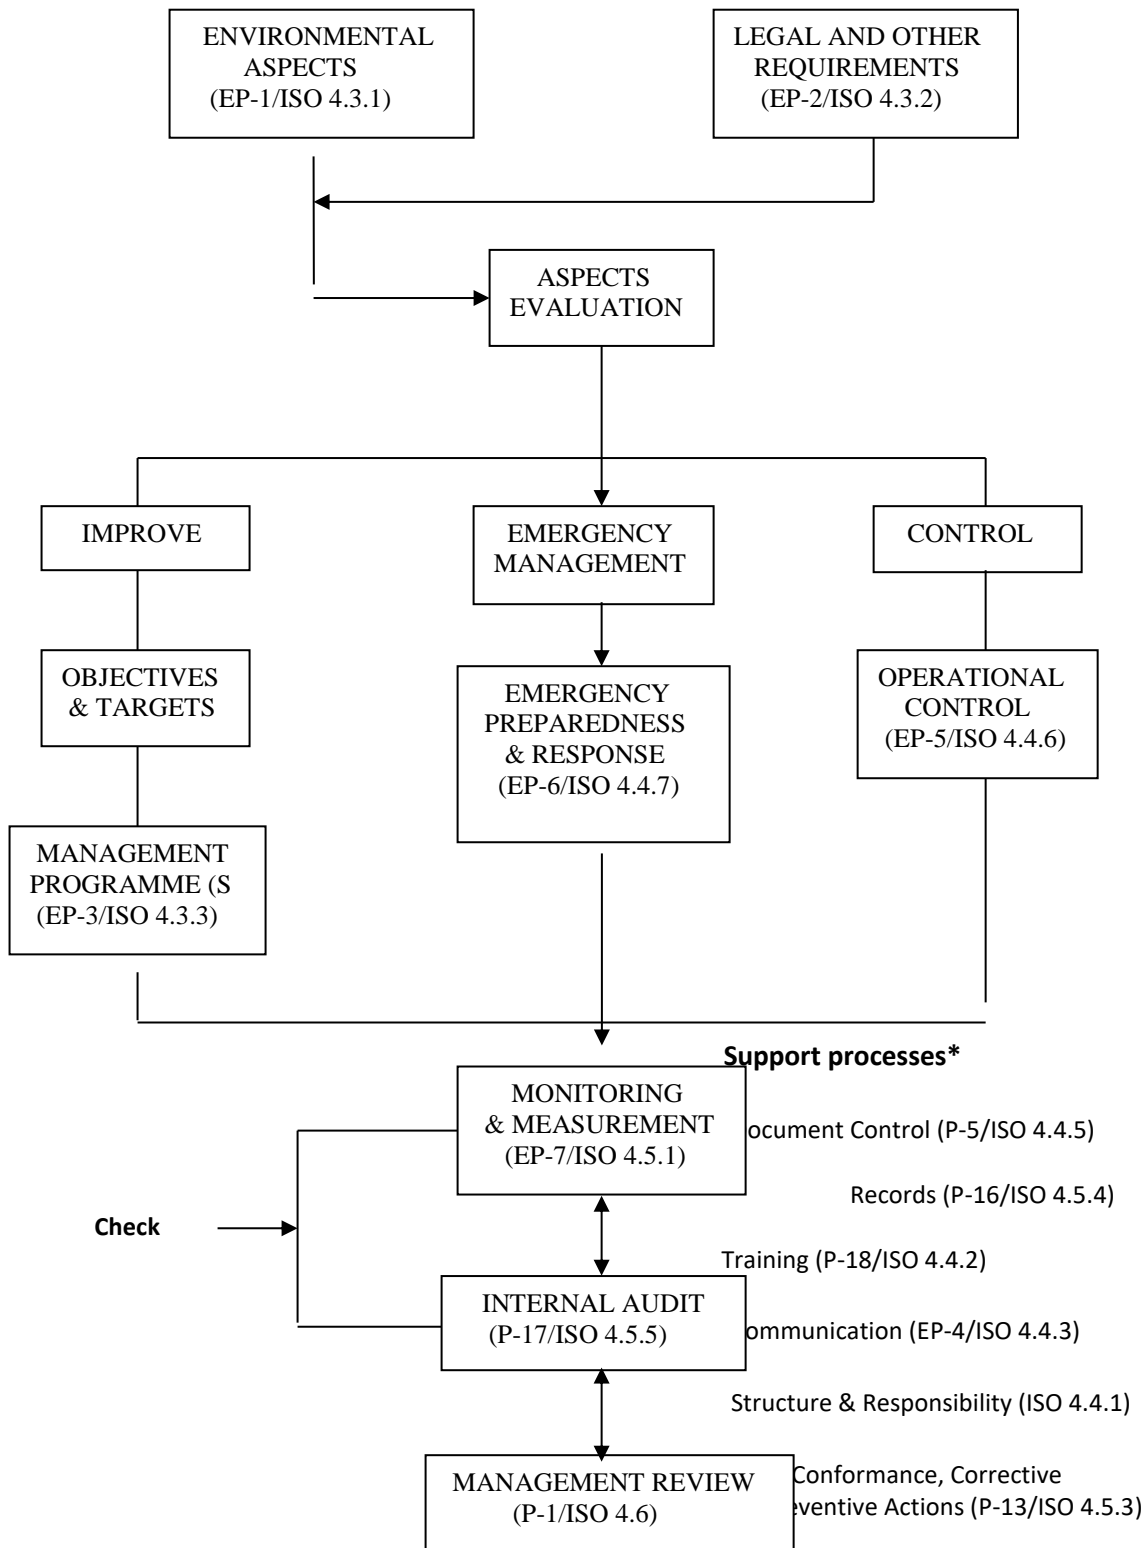 ENVIRONMENTAL
ASPECTS
(EP-1/ISO 4.3.1)
LEGAL AND OTHER
REQUIREMENTS
(EP-2/ISO 4.3.2)
ASPECTS
EVALUATION
IMPROVE
EMERGENCY
MANAGEMENT
CONTROL
OBJECTIVES
& TARGETS
EMERGENCY
PREPAREDNESS
& RESPONSE
(EP-6/ISO 4.4.7)
OPERATIONAL
CONTROL
(EP-5/ISO 4.4.6)
MANAGEMENT
PROGRAMME (S
(EP-3/ISO 4.3.3)
Support processes*
MONITORING
& MEASUREMENT
(EP-7/ISO 4.5.1)
ocument Control (P-5/ISO 4.4.5)
Records (P-16/ISO 4.5.4)
Check
Training (P-18/ISO 4.4.2)
INTERNAL AUDIT
(P-17/ISO 4.5.5)
ommunication (EP-4/ISO 4.4.3)
Structure & Responsibility (ISO 4.4.1)
MANAGEMENT REVIEW
(P-1/ISO 4.6)
Conformance, Corrective
eventive Actions (P-13/ISO 4.5.3)